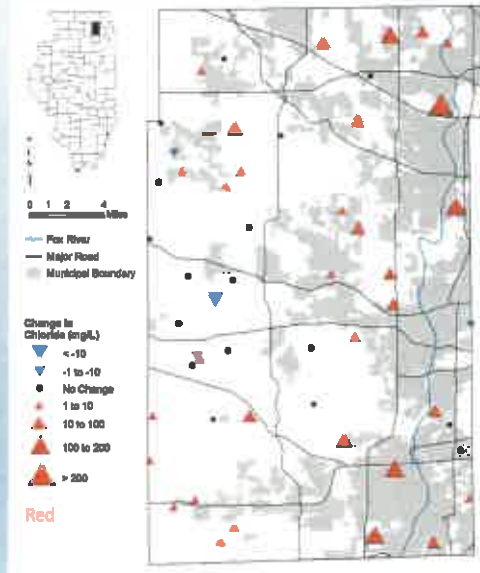 0 1 2 4
Miles
Fox River
Major Road
Municipal Boundary
Change in
Chloride (mg/L)
< -10
-1 to -10
No Change
1 to 10
10 to 100
100 to 200
> 200
Red